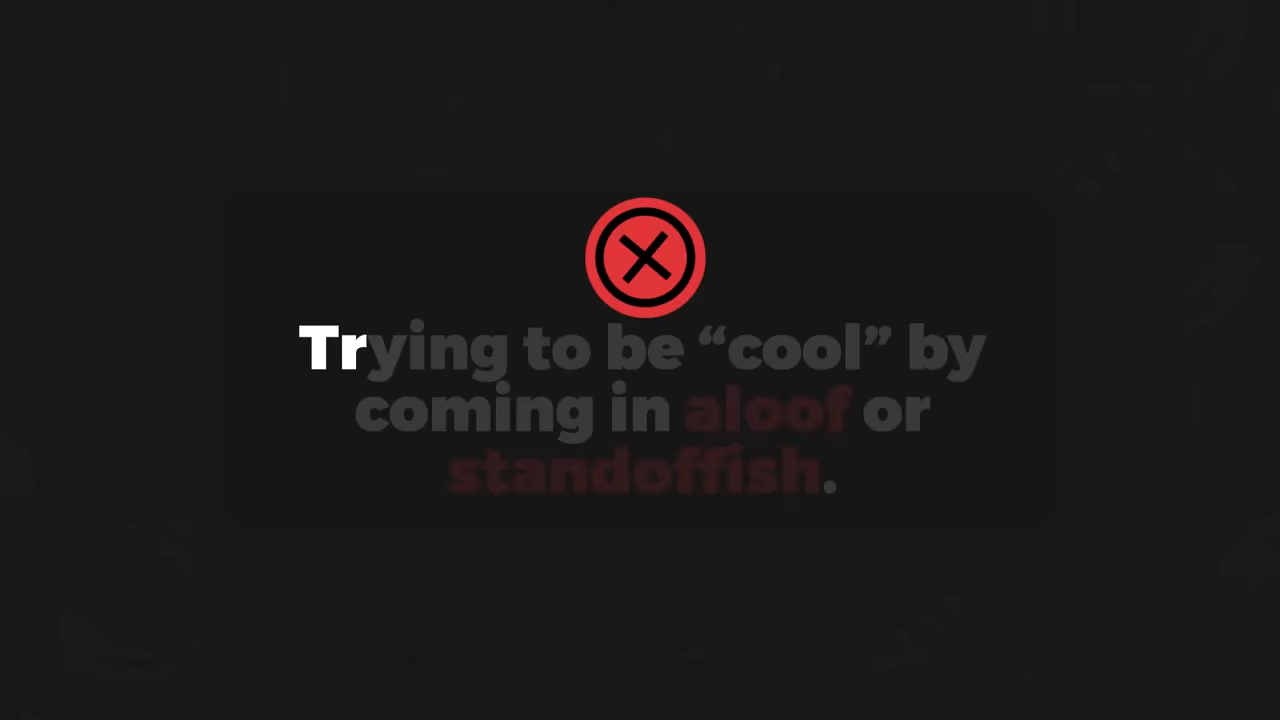 Trying to be “cool” by
coming in aloof or
standoffish.